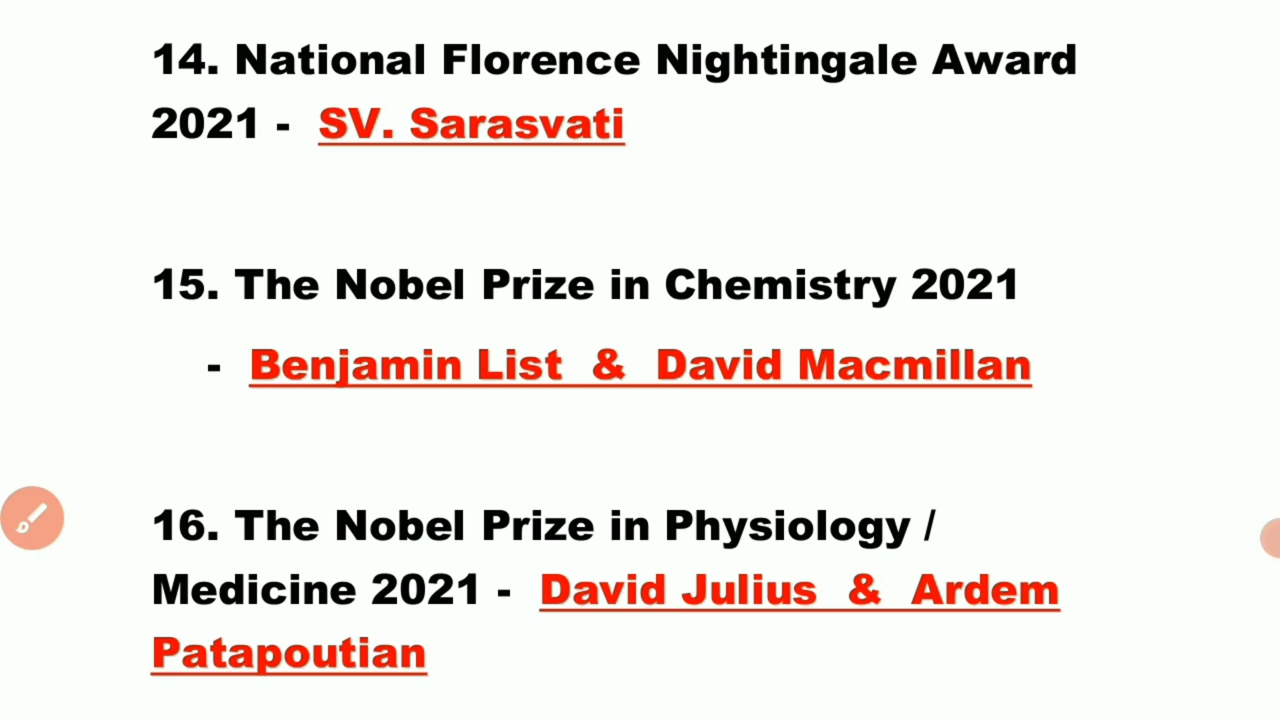 14. National Florence Nightingale Award
2021 - SV. Sarasvati
15. The Nobel Prize in Chemistry 2021
- Benjamin List & David Macmillan
16. The Nobel Prize in Physiology /
Medicine 2021 - David Julius & Ardem
Patapoutian